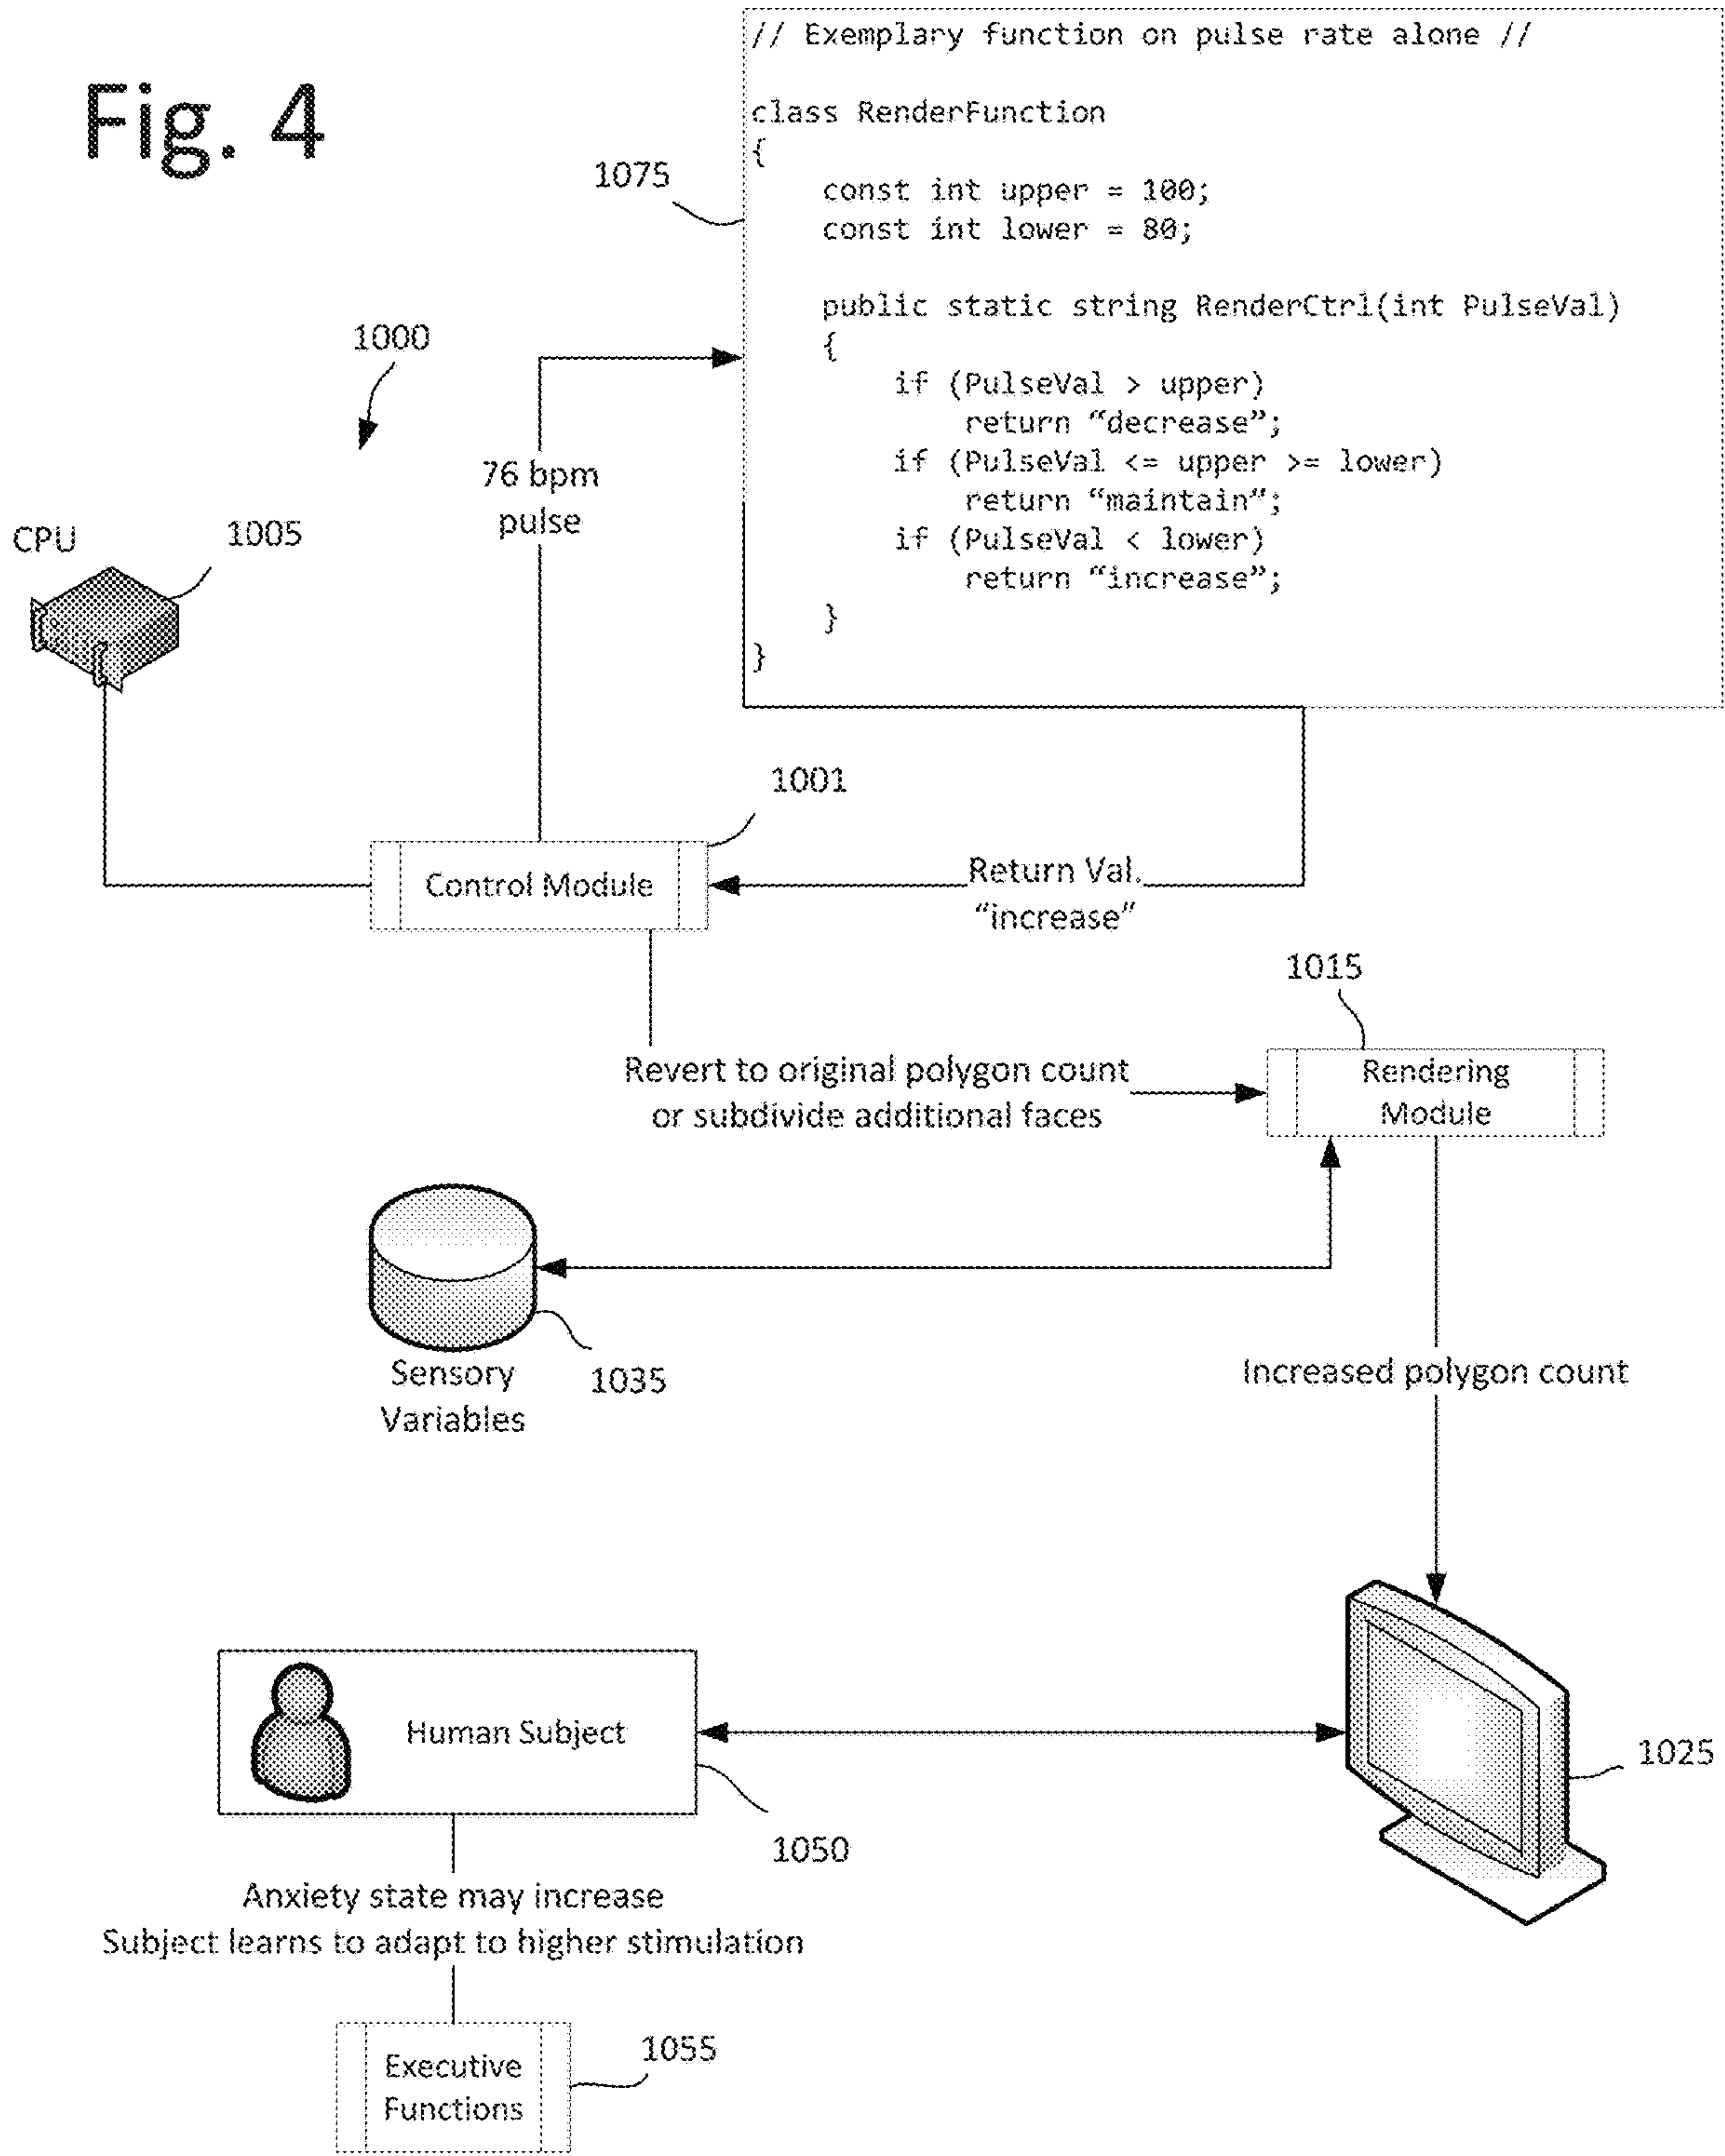 Fig. 4
// Exemplary function on pulse rate alone //
class RenderFunction
{
const int upper = 100;
const int lower = 80;
public static string RenderCtrl(int PulseVal)
{
if (PulseVal > upper)
return “decrease”;
if (PulseVal <= upper >= lower)
return “maintain”;
if (PulseVal < lower)
return “increase”;
}
}
1075
1000
76 bpm
pulse
CPU
1005
1001
Control Module
Return Val.
“increase”
1015
Revert to original polygon count
or subdivide additional faces
Rendering
Module
Sensory
Variables
1035
Increased polygon count
Human Subject
1025
1050
Anxiety state may increase
Subject learns to adapt to higher stimulation
1055
Executive
Functions